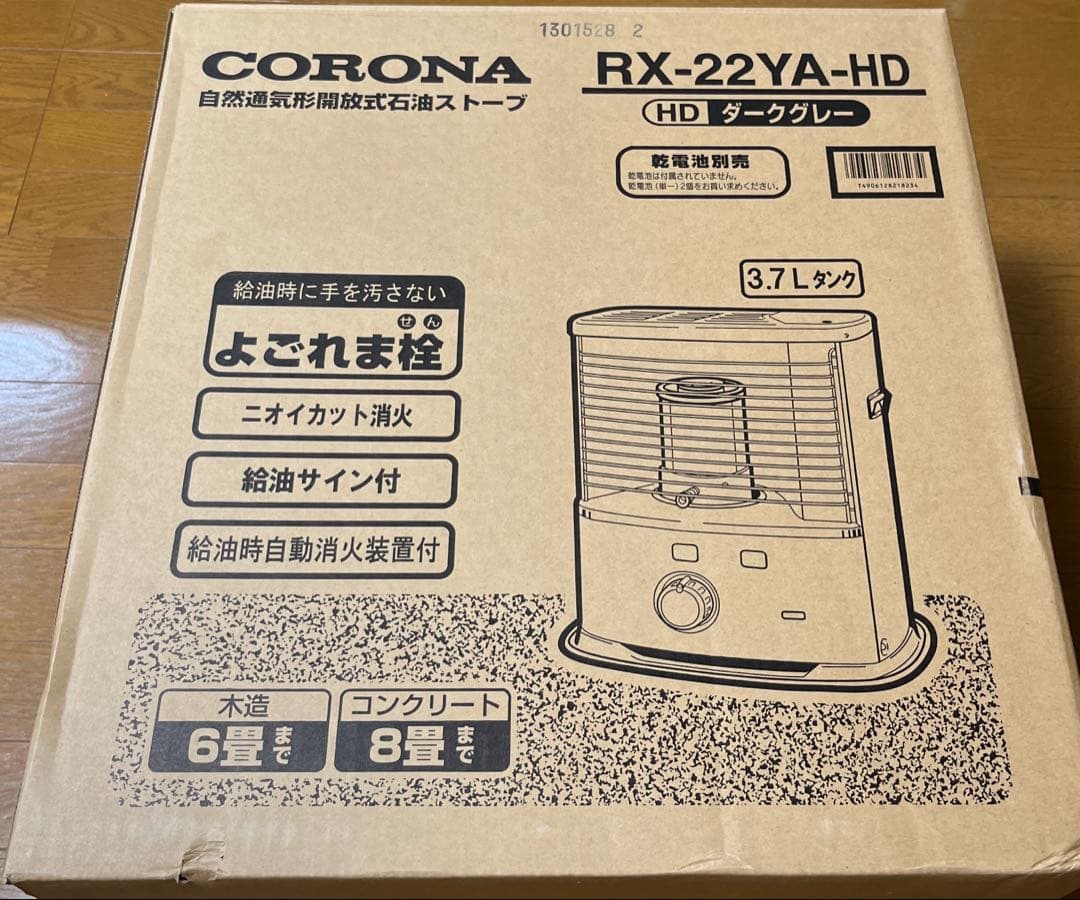 1301528 2
CORONA
自然通気形開放式石油ストーブ
RX-22YA-HD
HD ダークグレー
乾電池別売
乾電池は付属されていません。
乾電池(単一)2個をお買い求めください。
T4906128218234
3.7L タンク
給油時に手を汚さない
せん
よごれま栓
ニオイカット消火
給油サイン付
給油時自動消火装置付
木造
6畳まで
コンクリート
8畳まで